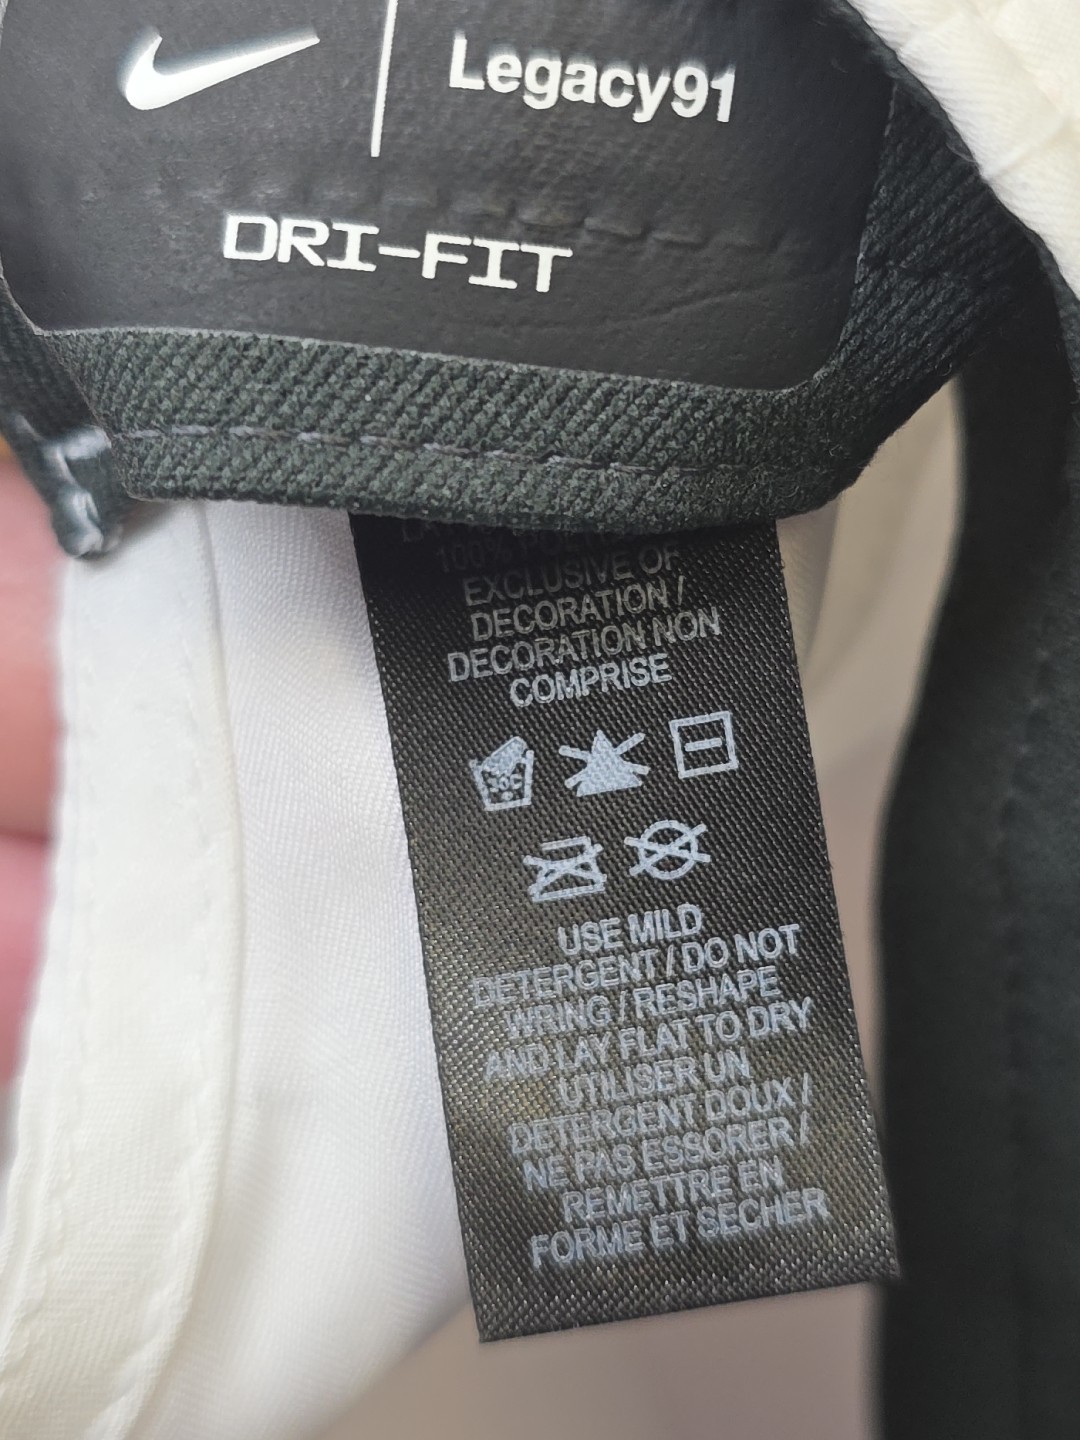 Legacy91
DRI-FIT
100%
EXCLUSIVE OF
DECORATION /
DECORATION NON
COMPRISE
USE MILD
DETERGENT / DO NOT
WRING / RESHAPE
AND LAY FLAT TO DRY
UTILISER UN
DETERGENT DOUX /
NE PAS ESSORER /
REMETTRE EN
FORME ET SECHER